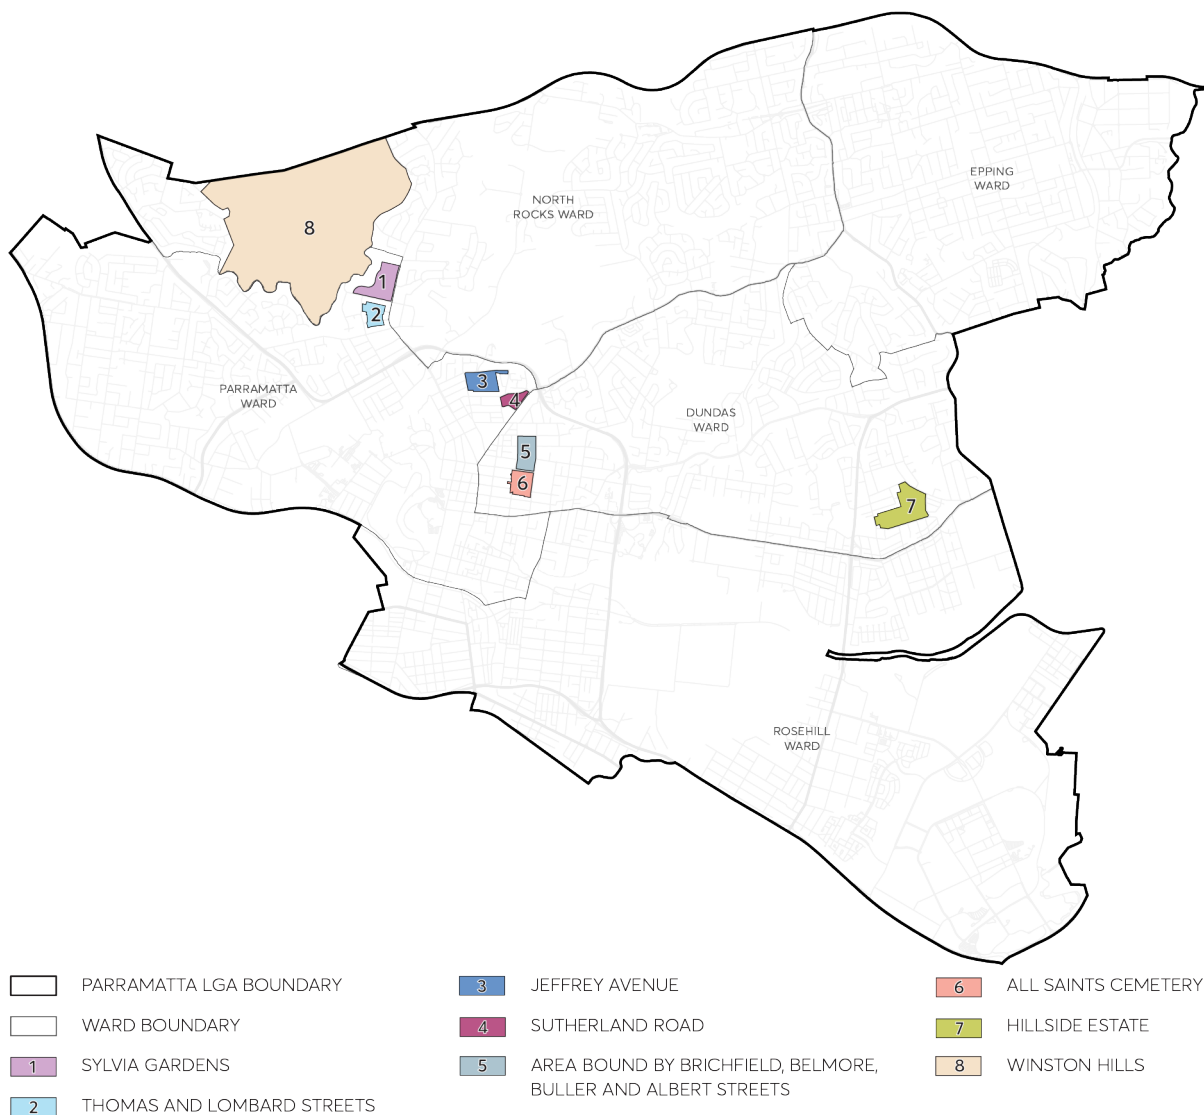 EPPING
WARD
NORTH
ROCKS WARD
8
1
2
PARRAMATTA
WARD
3
4
DUNDAS
WARD
5
6
7
ROSEHILL
WARD
PARRAMATTA LGA BOUNDARY
WARD BOUNDARY
1 SYLVIA GARDENS
2 THOMAS AND LOMBARD STREETS
3 JEFFREY AVENUE
4 SUTHERLAND ROAD
5 AREA BOUND BY BRICHFIELD, BELMORE,
BULLER AND ALBERT STREETS
6 ALL SAINTS CEMETERY
7 HILLSIDE ESTATE
8 WINSTON HILLS